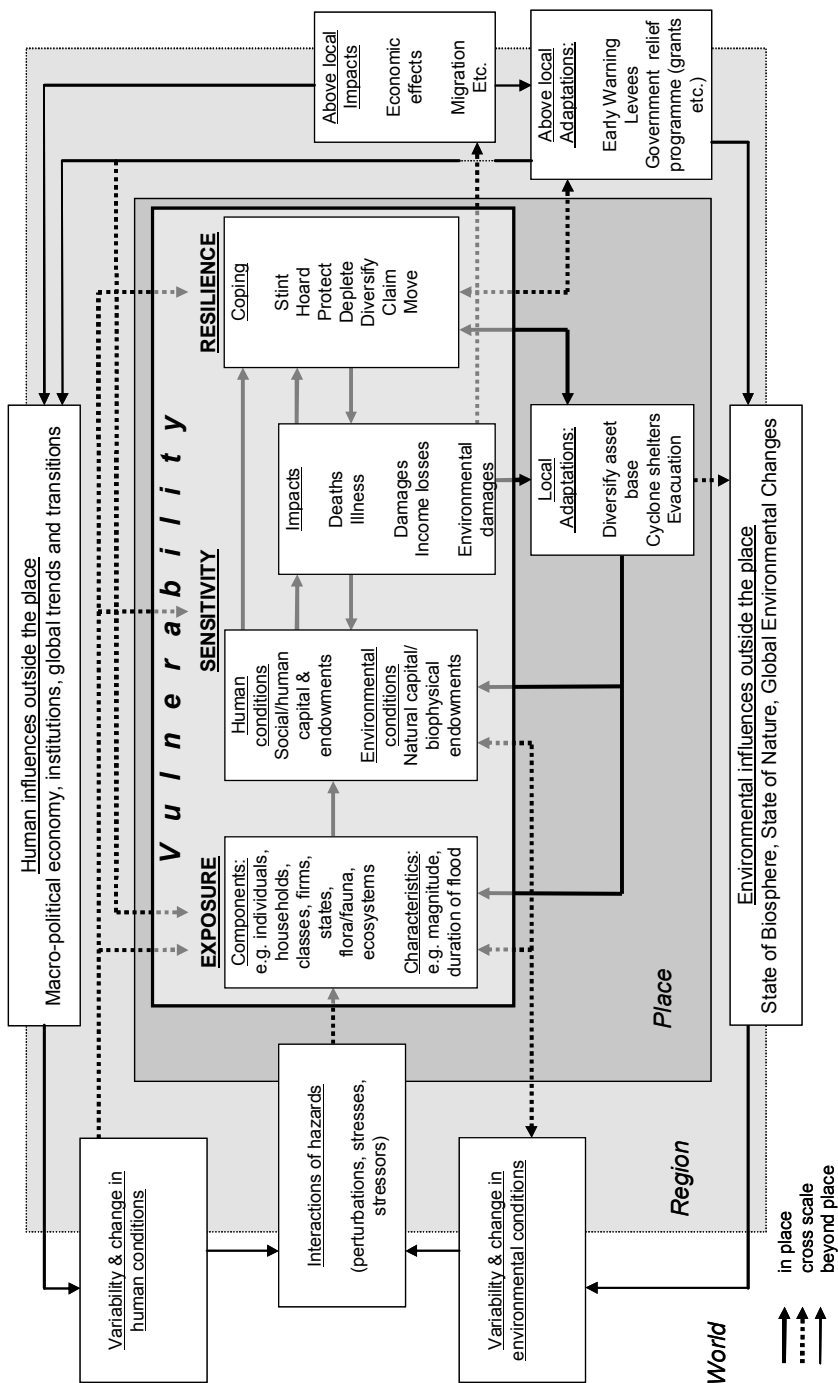 Human influences outside the place
Macro-political economy, institutions, global trends and transitions
Variability & change in
human conditions
Interactions of hazards
(perturbations, stresses,
stressors)
Variability & change in
environmental conditions
Vulnerability
EXPOSURE
Components:
e.g. individuals,
households,
classes, firms,
states,
flora/fauna,
ecosystems
Characteristics:
e.g. magnitude,
duration of flood
SENSITIVITY
Human
conditions
Social/human
capital &
endowments
Environmental
conditions
Natural capital/
biophysical
endowments
Impacts
Deaths
Illness
Damages
Income losses
Environmental
damages
RESILIENCE
Coping
Stint
Hoard
Protect
Deplete
Diversify
Claim
Move
Above local
Impacts
Economic
effects
Migration
Etc.
Above local
Adaptations:
Early Warning
Levees
Government relief
programme (grants
etc.)
Local
Adaptations:
Diversify asset
base
Cyclone shelters
Evacuation
Place
Region
World
Environmental influences outside the place
State of Biosphere, State of Nature, Global Environmental Changes
in place
cross scale
beyond place